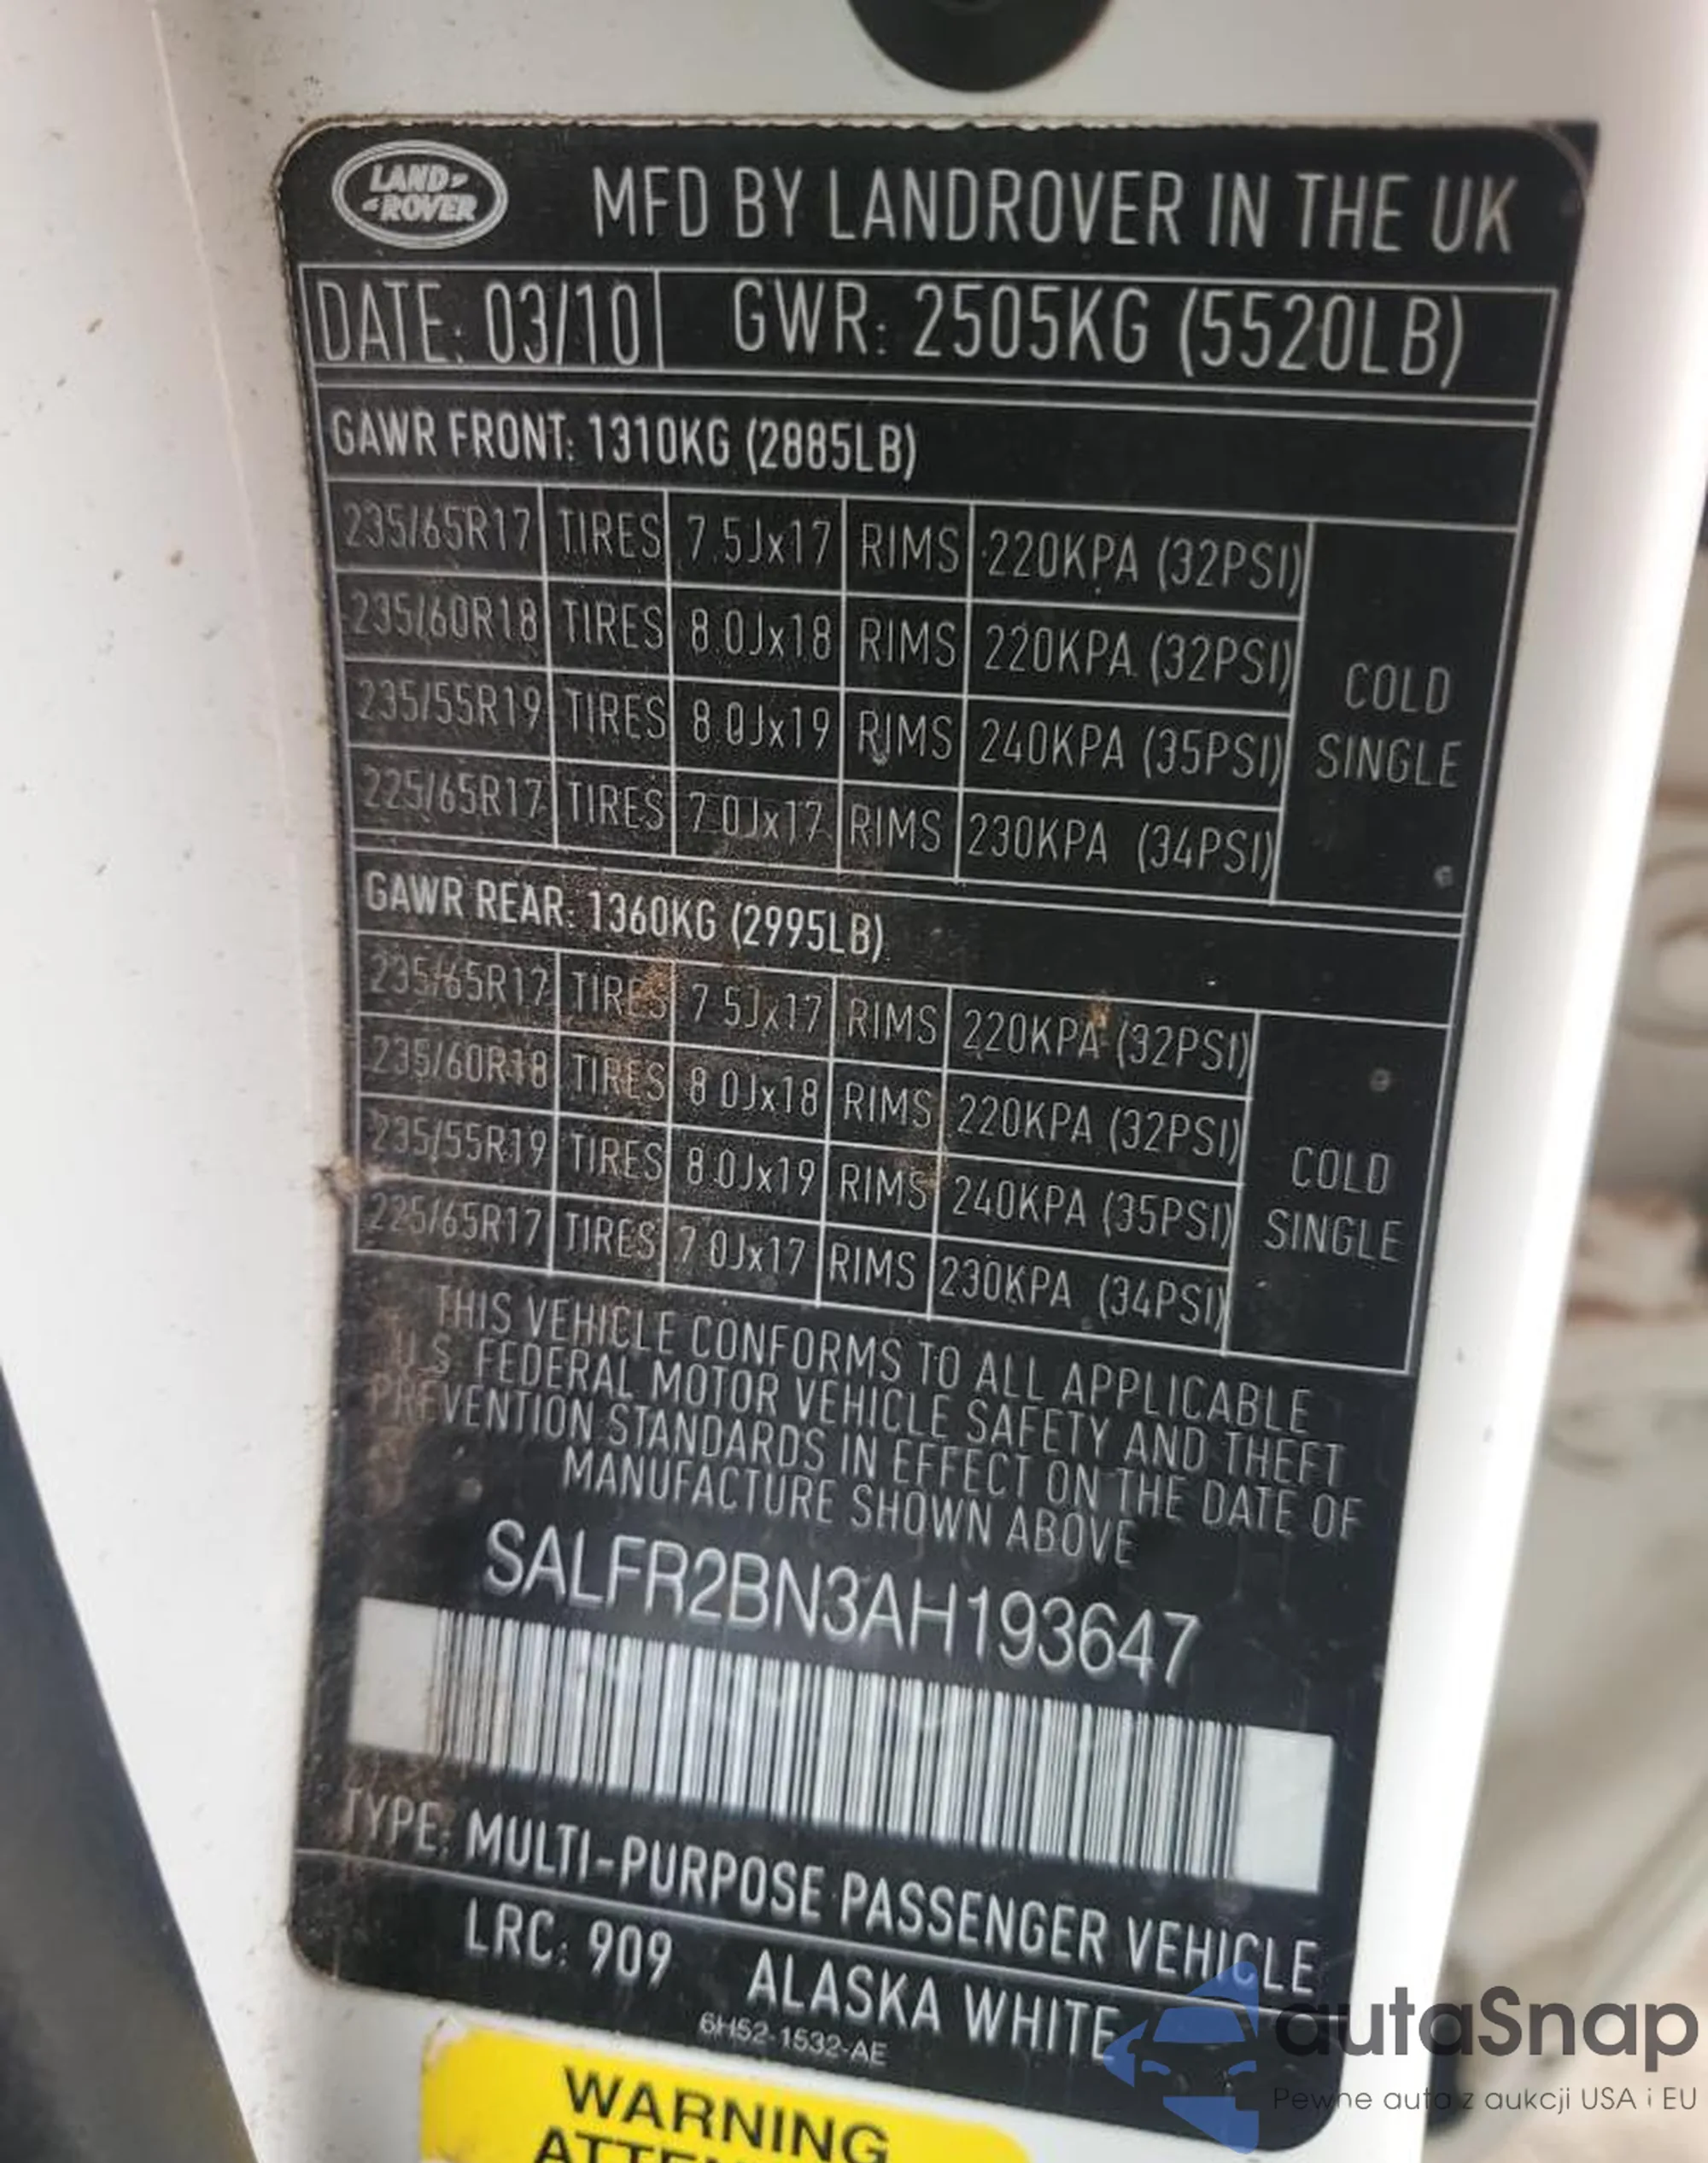 LAND
ROVER
MFD BY LANDROVER IN THE UK
DATE: 03/10 GWR: 2505KG (5520LB)
GAWR FRONT: 1310KG (2885LB)
235/65R17 TIRES 7.5Jx17 RIMS 220KPA (32PSI)
235/60R18 TIRES 8.0Jx18 RIMS 220KPA (32PSI)
235/55R19 TIRES 8.0Jx19 RIMS 240KPA (35PSI)
225/65R17 TIRES 7.0Jx17 RIMS 230KPA (34PSI)
COLD
SINGLE
GAWR REAR: 1360KG (2995LB)
235/65R17 TIRES 7.5Jx17 RIMS 220KPA (32PSI)
235/60R18 TIRES 8.0Jx18 RIMS 220KPA (32PSI)
235/55R19 TIRES 8.0Jx19 RIMS 240KPA (35PSI)
225/65R17 TIRES 7.0Jx17 RIMS 230KPA (34PSI)
COLD
SINGLE
THIS VEHICLE CONFORMS TO ALL APPLICABLE
U.S. FEDERAL MOTOR VEHICLE SAFETY AND THEFT
PREVENTION STANDARDS IN EFFECT ON THE DATE OF
MANUFACTURE SHOWN ABOVE
SALFR2BN3AH193647
TYPE: MULTI-PURPOSE PASSENGER VEHICLE
LRC: 909 ALASKA WHITE
6H52-1532-AE
WARNING
autaSnap
Pewne auta z aukcji USA i EU